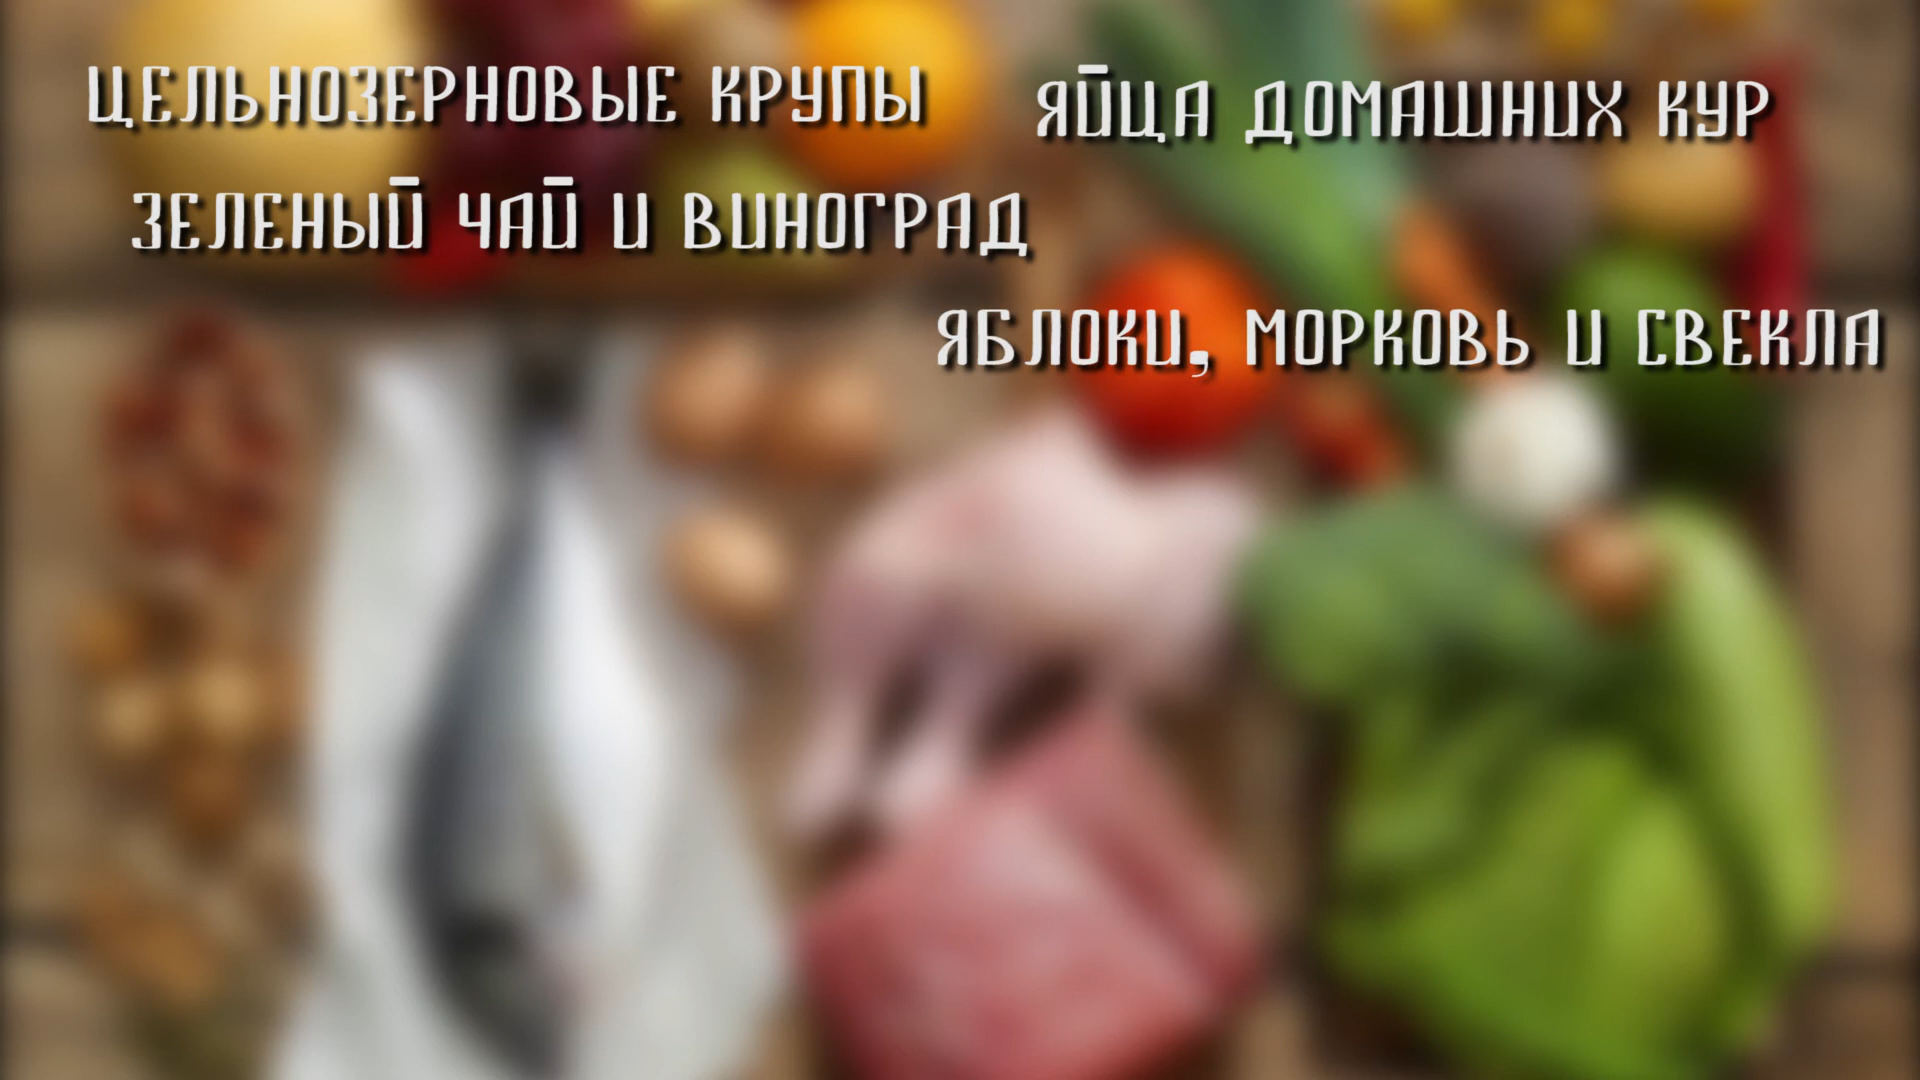 ЦЕЛЬНОЗЕРНОВЫЕ КРУПЫ
ЯЙЦА ДОМАШНИХ КУР
ЗЕЛЕНЫЙ ЧАЙ И ВИНОГРАД
ЯБЛОКИ, МОРКОВЬ И СВЕКЛА